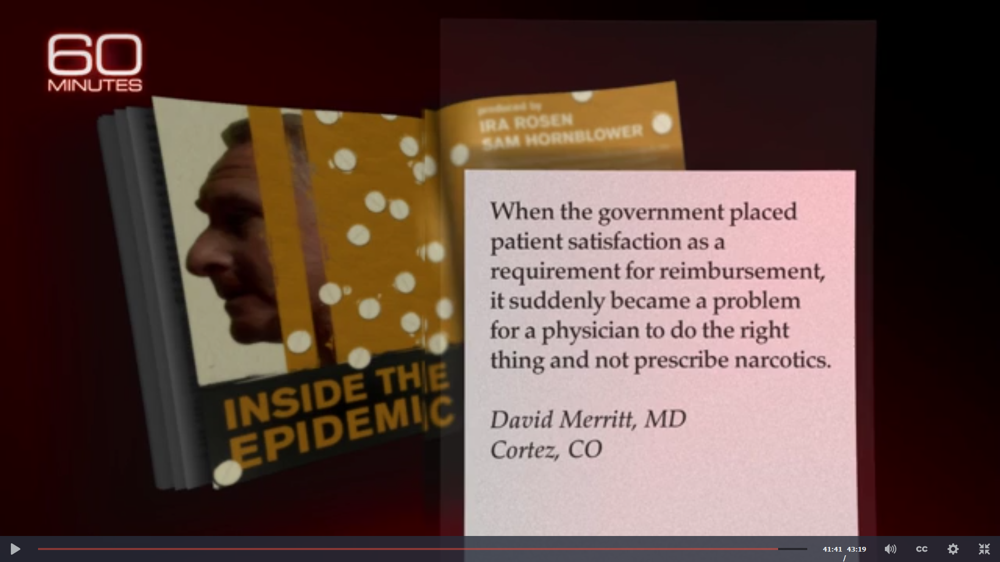 60
MINUTES
produced by
IRA ROSEN
SAM HORNBLOWER
INSIDE THE
EPIDEMIC
When the government placed
patient satisfaction as a
requirement for reimbursement,
it suddenly became a problem
for a physician to do the right
thing and not prescribe narcotics.
David Merritt, MD
Cortez, CO
41:41 43:19
/
CC